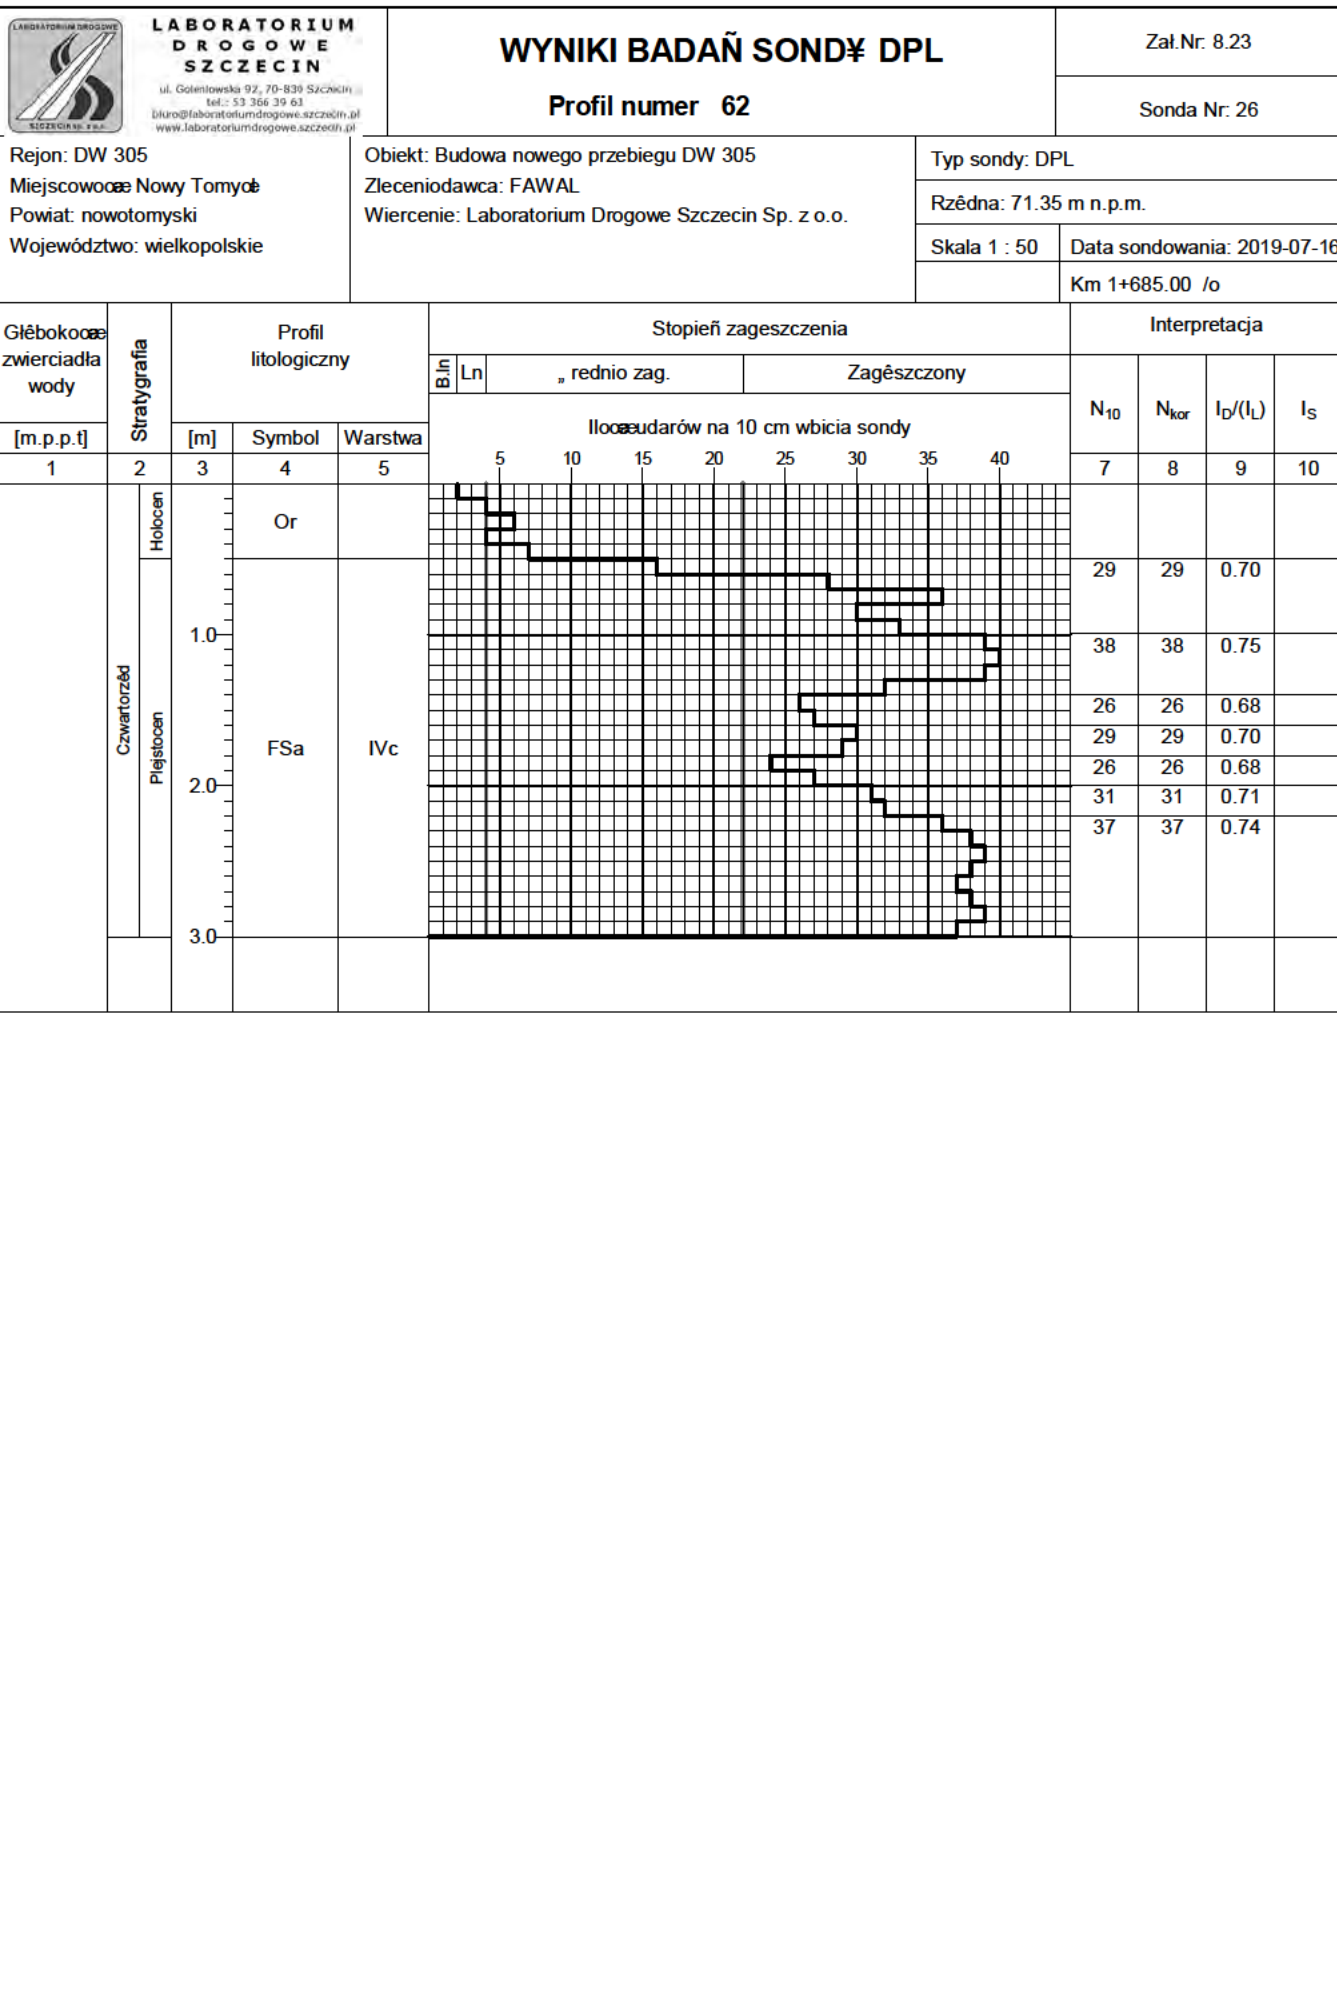 LABORATORIUM DROGOWE
SZCZECIN SP. Z O.O.
LABORATORIUM
DROGOWE
SZCZECIN
ul. Goleniowska 92, 70-830 Szczecin
tel.: 53 366 39 63
biuro@laboratoriumdrogowe.szczecin.pl
www.laboratoriumdrogowe.szczecin.pl
WYNIKI BADAÑ SOND¥ DPL
Profil numer 62
Zał.Nr: 8.23
Sonda Nr: 26
Rejon: DW 305
Miejscowoœæ: Nowy Tomyœl
Powiat: nowotomyski
Województwo: wielkopolskie
Obiekt: Budowa nowego przebiegu DW 305
Zleceniodawca: FAWAL
Wiercenie: Laboratorium Drogowe Szczecin Sp. z o.o.
Typ sondy: DPL
Rzêdna: 71.35 m n.p.m.
Skala 1 : 50
Data sondowania: 2019-07-16
Km 1+685.00 /o
Głêbokoœæ
zwierciadła
wody
[m.p.p.t]
Stratygrafia
Profil
litologiczny
[m] Symbol Warstwa
Stopieñ zageszczenia
B.ln Ln „ rednio zag. Zagêszczony
Iloœæ udarów na 10 cm wbicia sondy
5 10 15 20 25 30 35 40
Interpretacja
N10 Nkor ID/(IL) IS
1 2 3 4 5 7 8 9 10
Czwartorzêd
Holocen
Or
Plejstocen
FSa IVc
1.0
2.0
3.0
29 29 0.70
38 38 0.75
26 26 0.68
29 29 0.70
26 26 0.68
31 31 0.71
37 37 0.74